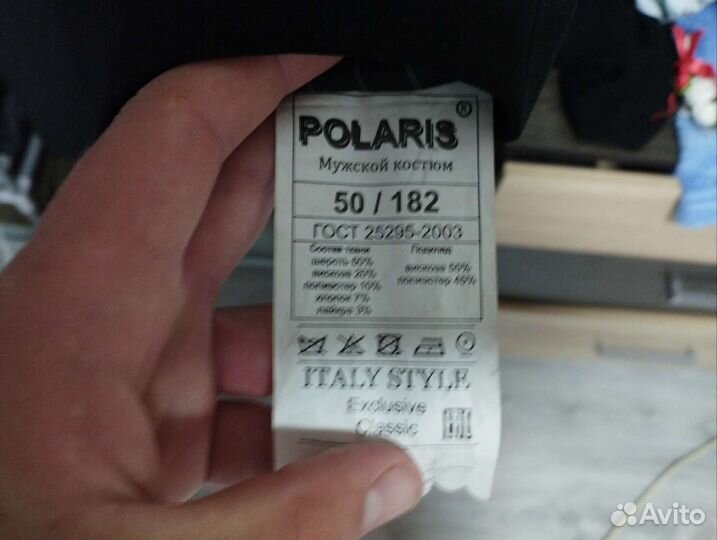 POLARIS ®
Мужской костюм
50 / 182
ГОСТ 25295-2003
Состав ткани
шерсть 50%
вискоза 25%
полиэстер 15%
хлопок 7%
лайкра 3%
Подклад
вискоза 55%
полиэстер 45%
ITALY STYLE
Exclusive
Classic
Avito